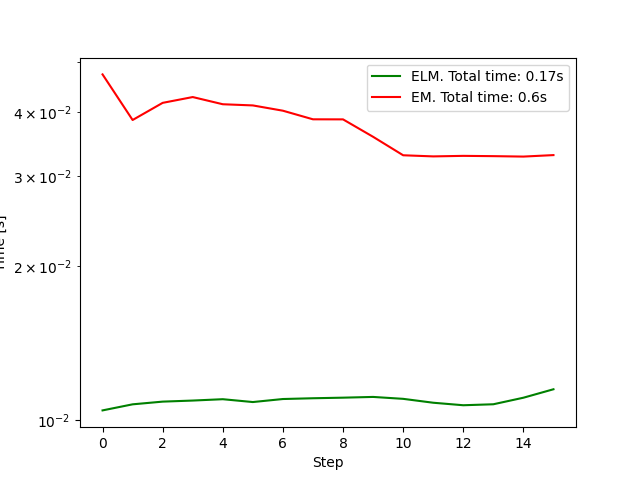 ELM. Total time: 0.17s
EM. Total time: 0.6s
4 × 10⁻²
3 × 10⁻²
2 × 10⁻²
10⁻²
0 2 4 6 8 10 12 14
Step